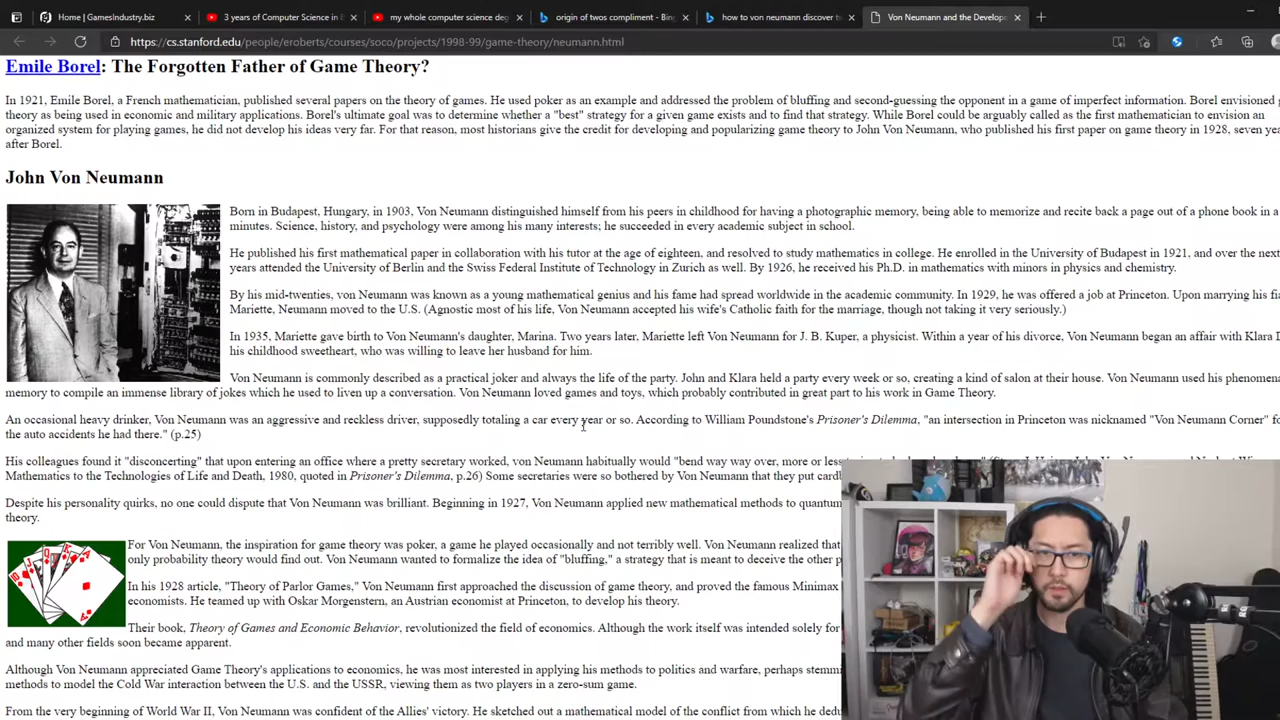 Home | GamesIndustry.biz
3 years of Computer Science in 8
my whole computer science deg
origin of twos compliment - Bin
how to von neumann discover tw
Von Neumann and the Develop
https://cs.stanford.edu/people/eroberts/courses/soco/projects/1998-99/game-theory/neumann.html
Emile Borel: The Forgotten Father of Game Theory?
In 1921, Emile Borel, a French mathematician, published several papers on the theory of games. He used poker as an example and addressed the problem of bluffing and second-guessing the opponent in a game of imperfect information. Borel envisioned
theory as being used in economic and military applications. Borel's ultimate goal was to determine whether a "best" strategy for a given game exists and to find that strategy. While Borel could be arguably called as the first mathematician to envision an
organized system for playing games, he did not develop his ideas very far. For that reason, most historians give the credit for developing and popularizing game theory to John Von Neumann, who published his first paper on game theory in 1928, seven
after Borel.
John Von Neumann
Born in Budapest, Hungary, in 1903, Von Neumann distinguished himself from his peers in childhood for having a photographic memory, being able to memorize and recite back a page out of a phone book in a
minutes. Science, history, and psychology were among his many interests; he succeeded in every academic subject in school.
He published his first mathematical paper in collaboration with his tutor at the age of eighteen, and resolved to study mathematics in college. He enrolled in the University of Budapest in 1921, and over the next
years attended the University of Berlin and the Swiss Federal Institute of Technology in Zurich as well. By 1926, he received his Ph.D. in mathematics with minors in physics and chemistry.
By his mid-twenties, von Neumann was known as a young mathematical genius and his fame had spread worldwide in the academic community. In 1929, he was offered a job at Princeton. Upon marrying his
Mariette, Neumann moved to the U.S. (Agnostic most of his life, Von Neumann accepted his wife's Catholic faith for the marriage, though not taking it very seriously.)
In 1935, Mariette gave birth to Von Neumann's daughter, Marina. Two years later, Mariette left Von Neumann for J. B. Kuper, a physicist. Within a year of his divorce, Von Neumann began an affair with Klara
his childhood sweetheart, who was willing to leave her husband for him.
Von Neumann is commonly described as a practical joker and always the life of the party. John and Klara held a party every week or so, creating a kind of salon at their house. Von Neumann used his
memory to compile an immense library of jokes which he used to liven up a conversation. Von Neumann loved games and toys, which probably contributed in great part to his work in Game Theory.
An occasional heavy drinker, Von Neumann was an aggressive and reckless driver, supposedly totaling a car every year or so. According to William Poundstone's Prisoner's Dilemma, "an intersection in Princeton was nicknamed "Von Neumann Corner"
the auto accidents he had there." (p.25)
His colleagues found it "disconcerting" that upon entering an office where a pretty secretary worked, von Neumann habitually would "bend way way over, more or less
Mathematics to the Technologies of Life and Death, 1980, quoted in Prisoner's Dilemma, p.26) Some secretaries were so bothered by Von Neumann that they put
Despite his personality quirks, no one could dispute that Von Neumann was brilliant. Beginning in 1927, Von Neumann applied new mathematical methods to quantum
theory.
For Von Neumann, the inspiration for game theory was poker, a game he played occasionally and not terribly well. Von Neumann realized that
only probability theory would find out. Von Neumann wanted to formalize the idea of "bluffing," a strategy that is meant to deceive the other
In his 1928 article, "Theory of Parlor Games," Von Neumann first approached the discussion of game theory, and proved the famous Minimax
economists. He teamed up with Oskar Morgenstern, an Austrian economist at Princeton, to develop his theory.
Their book, Theory of Games and Economic Behavior, revolutionized the field of economics. Although the work itself was intended solely for
and many other fields soon became apparent.
Although Von Neumann appreciated Game Theory's applications to economics, he was most interested in applying his methods to politics and warfare, perhaps
methods to model the Cold War interaction between the U.S. and the USSR, viewing them as two players in a zero-sum game.
From the very beginning of World War II, Von Neumann was confident of the Allies' victory. He sketched out a mathematical model of the conflict from which he